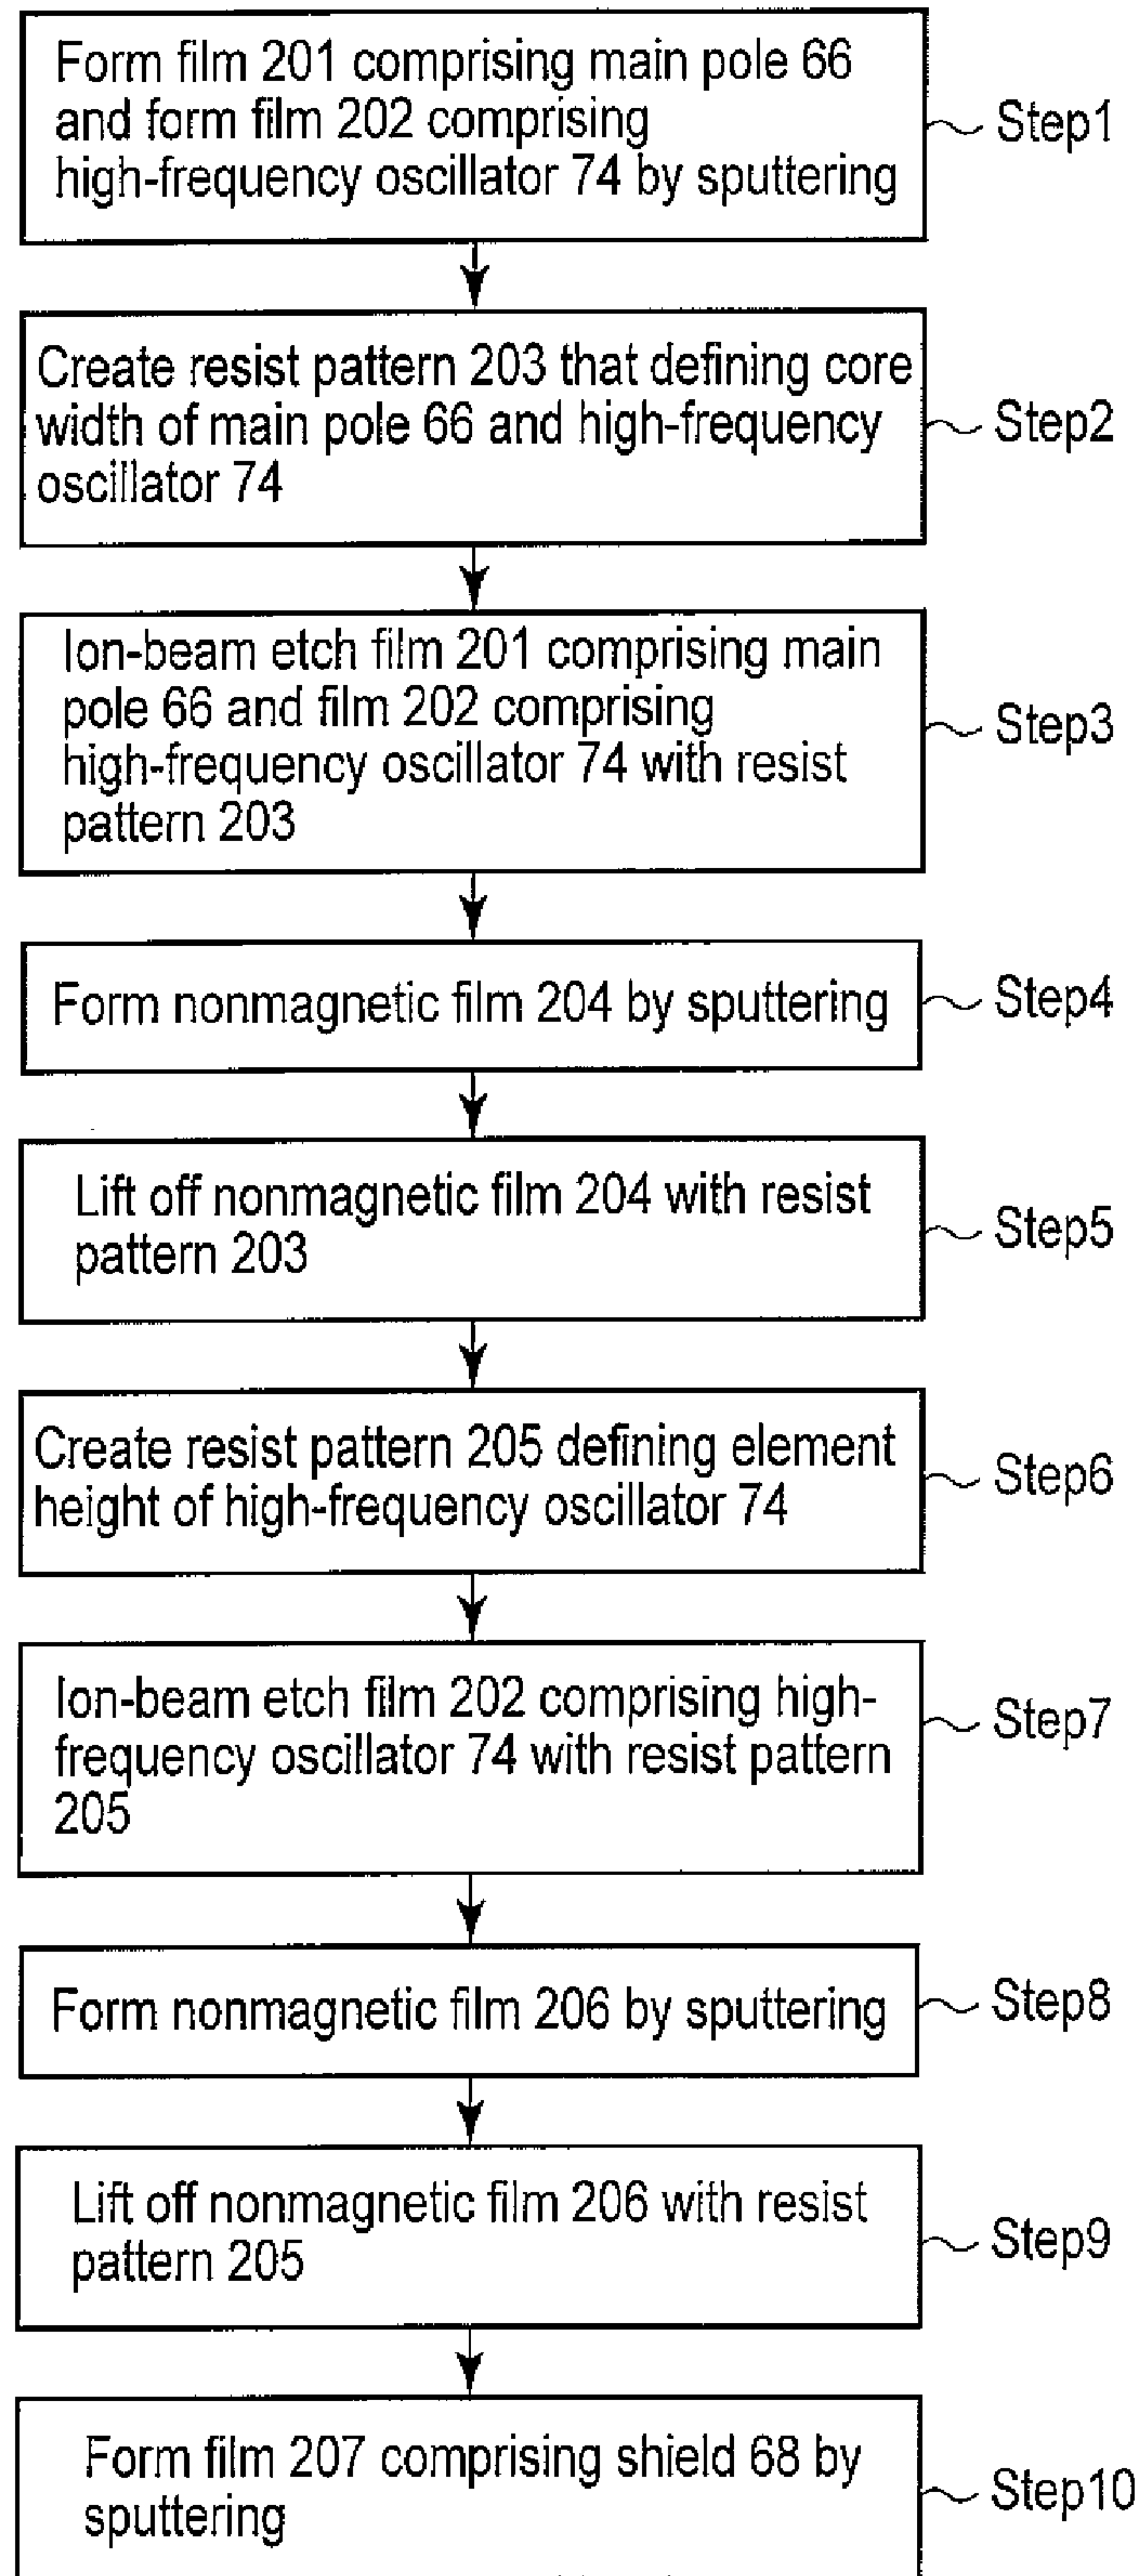 Form film 201 comprising main pole 66
and form film 202 comprising
high-frequency oscillator 74 by sputtering
Step1
Create resist pattern 203 that defining core
width of main pole 66 and high-frequency
oscillator 74
Step2
Ion-beam etch film 201 comprising main
pole 66 and film 202 comprising
high-frequency oscillator 74 with resist
pattern 203
Step3
Form nonmagnetic film 204 by sputtering
Step4
Lift off nonmagnetic film 204 with resist
pattern 203
Step5
Create resist pattern 205 defining element
height of high-frequency oscillator 74
Step6
Ion-beam etch film 202 comprising high-
frequency oscillator 74 with resist pattern
205
Step7
Form nonmagnetic film 206 by sputtering
Step8
Lift off nonmagnetic film 206 with resist
pattern 205
Step9
Form film 207 comprising shield 68 by
sputtering
Step10